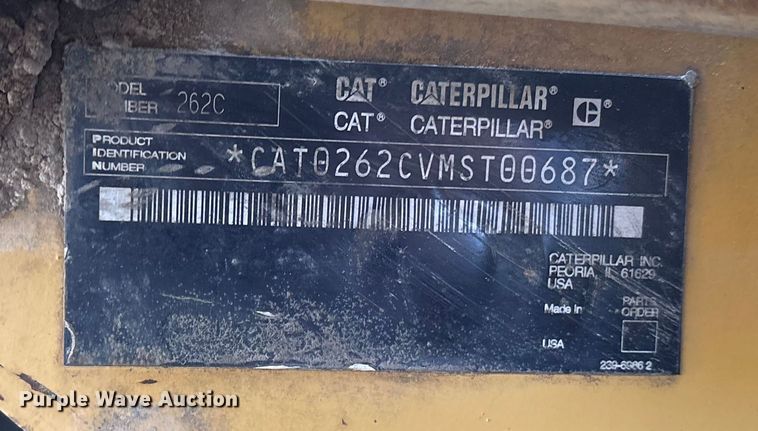 MODEL
NUMBER 262C
CAT® CATERPILLAR®
CAT® CATERPILLAR® C®
PRODUCT
IDENTIFICATION
NUMBER
*CAT0262CVMST00687*
CATERPILLAR INC.
PEORIA, IL 61629
USA
Made in
PARTS
ORDER
USA
239-6986 2
Purple Wave Auction